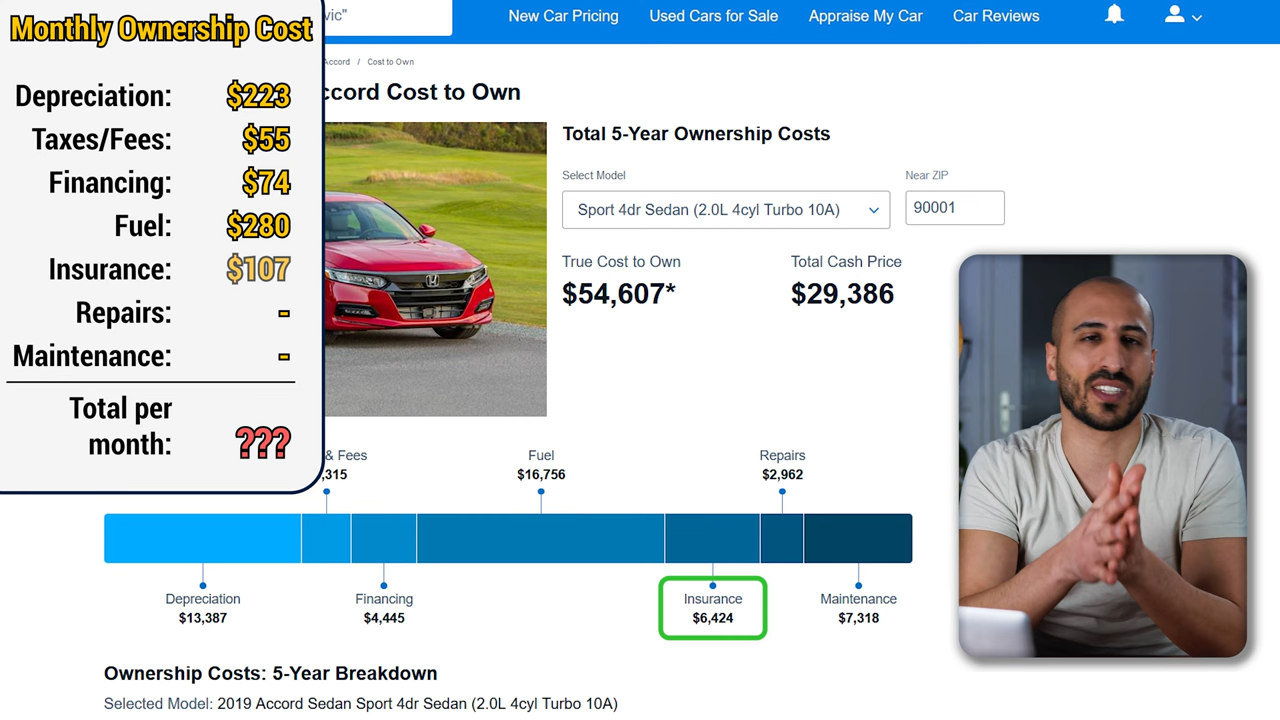 Monthly Ownership Cost
Depreciation: $223
Taxes/Fees: $55
Financing: $74
Fuel: $280
Insurance: $107
Repairs: -
Maintenance: -
Total per
month: ???
vic"
New Car Pricing Used Cars for Sale Appraise My Car Car Reviews
Accord / Cost to Own
ccord Cost to Own
Total 5-Year Ownership Costs
Select Model Near ZIP
Sport 4dr Sedan (2.0L 4cyl Turbo 10A) 90001
True Cost to Own Total Cash Price
$54,607* $29,386
& Fees Fuel Repairs
,315 $16,756 $2,962
Depreciation Financing Insurance Maintenance
$13,387 $4,445 $6,424 $7,318
Ownership Costs: 5-Year Breakdown
Selected Model: 2019 Accord Sedan Sport 4dr Sedan (2.0L 4cyl Turbo 10A)